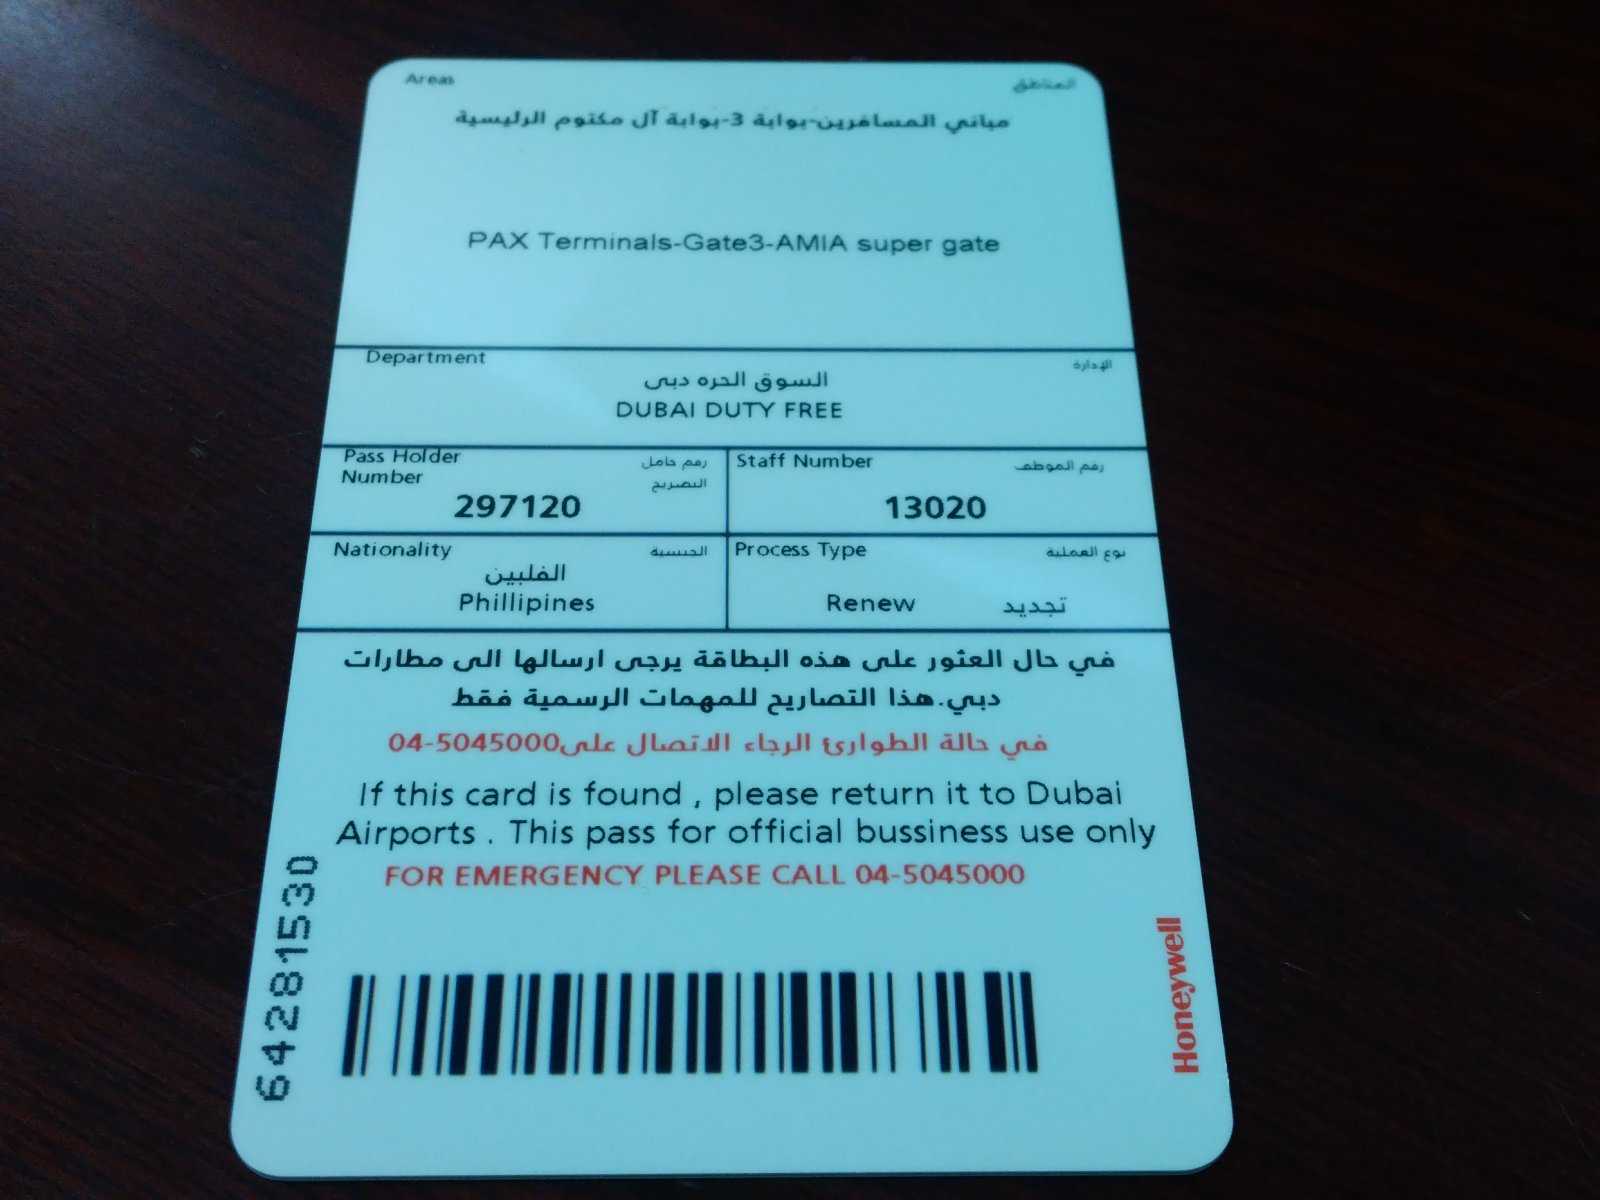 Areas المناطق
مباني المسافرين-بوابة 3-بوابة آل مكتوم الرئيسية
PAX Terminals-Gate3-AMIA super gate
Department الإدارة
السوق الحره دبى
DUBAI DUTY FREE
Pass Holder رقم حامل
Number التصريح
297120
Staff Number رقم الموظف
13020
Nationality الجنسية
الفلبين
Phillipines
Process Type نوع العملية
Renew تجديد
في حال العثور على هذه البطاقة يرجى ارسالها الى مطارات
دبي.هذا التصاريح للمهمات الرسمية فقط
في حالة الطوارئ الرجاء الاتصال على04-5045000
If this card is found , please return it to Dubai
Airports . This pass for official bussiness use only
FOR EMERGENCY PLEASE CALL 04-5045000
64281530
Honeywell